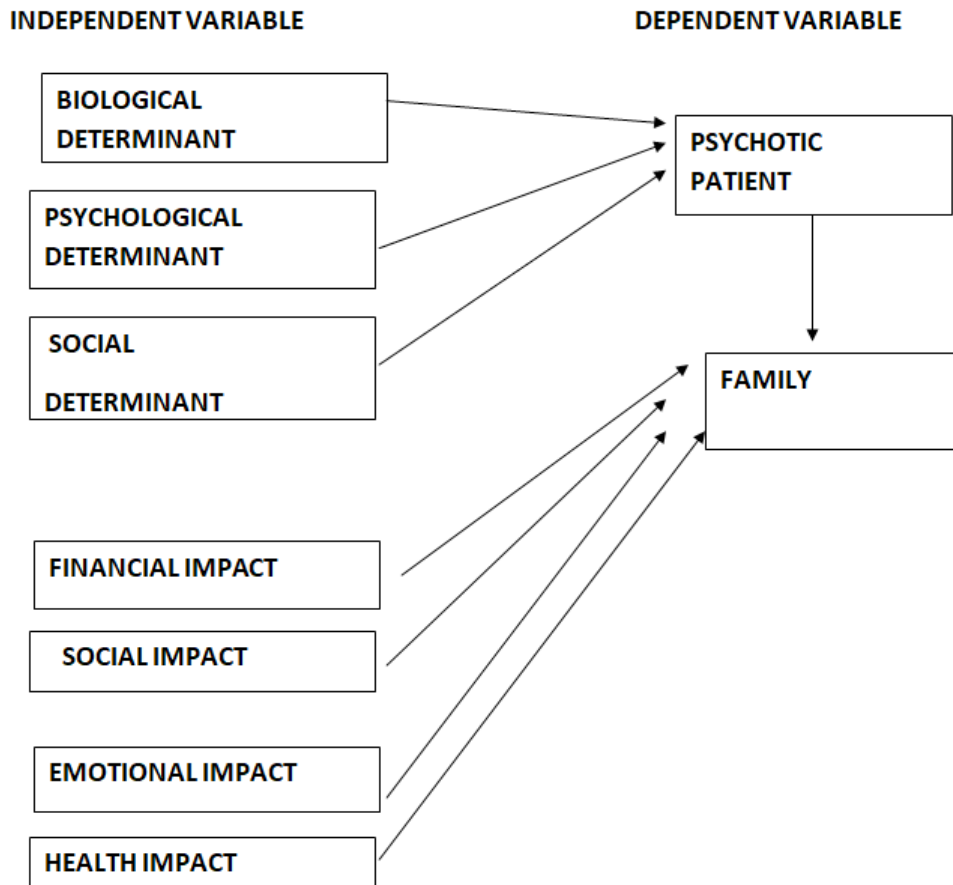 INDEPENDENT VARIABLE
DEPENDENT VARIABLE
BIOLOGICAL
DETERMINANT
PSYCHOTIC
PATIENT
PSYCHOLOGICAL
DETERMINANT
SOCIAL
DETERMINANT
FAMILY
FINANCIAL IMPACT
SOCIAL IMPACT
EMOTIONAL IMPACT
HEALTH IMPACT